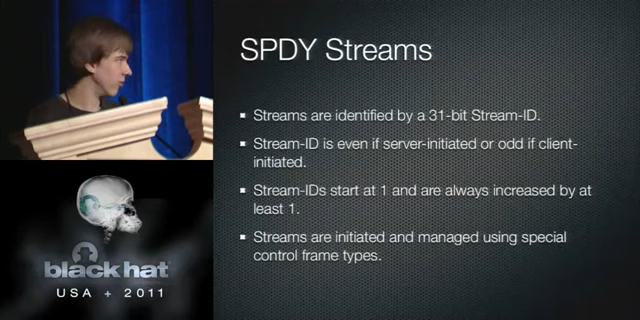 SPDY Streams
Streams are identified by a 31-bit Stream-ID.
Stream-ID is even if server-initiated or odd if client-
initiated.
Stream-IDs start at 1 and are always increased by at
least 1.
Streams are initiated and managed using special
control frame types.
black hat
USA + 2011